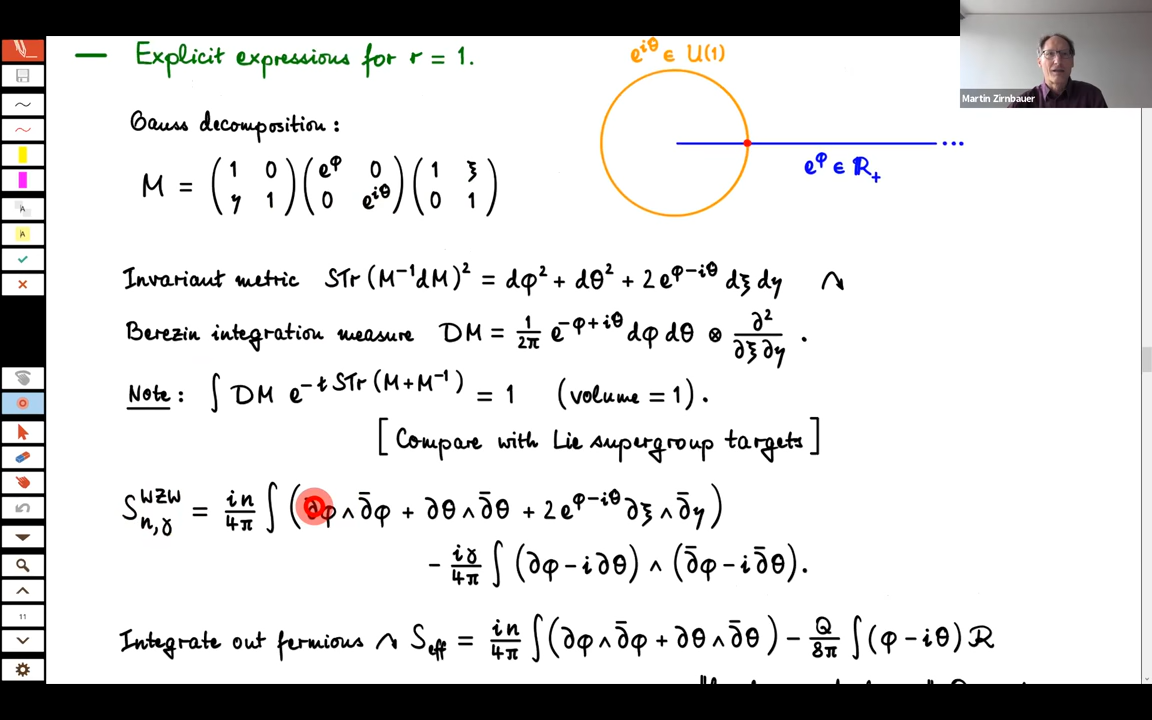 — Explicit expressions for r = 1.
e^{iθ} ∈ U(1)
Martin Zirnbauer
Gauss decomposition:
e^φ ∈ ℝ₊
M = (1 0; η 1) (e^φ 0; 0 e^{iθ}) (1 ξ; 0 1)
Invariant metric STr (M⁻¹dM)² = dφ² + dθ² + 2 e^{φ-iθ} dξ dη ↷
Berezin integration measure DM = 1/2π e^{-φ+iθ} dφ dθ ⊗ ∂²/∂ξ∂η .
Note: ∫ DM e^{-t STr (M+M⁻¹)} = 1 (volume = 1).
[Compare with Lie supergroup targets]
S^{WZW}_{n,γ} = in/4π ∫ (∂φ ∧ ∂̄φ + ∂θ ∧ ∂̄θ + 2e^{φ-iθ} ∂ξ ∧ ∂̄η)
- iγ/4π ∫ (∂φ - i∂θ) ∧ (∂̄φ - i∂̄θ).
11
Integrate out fermions ↷ S_eff = in/4π ∫ (∂φ ∧ ∂̄φ + ∂θ ∧ ∂̄θ) - Q/8π ∫ (φ - iθ) R